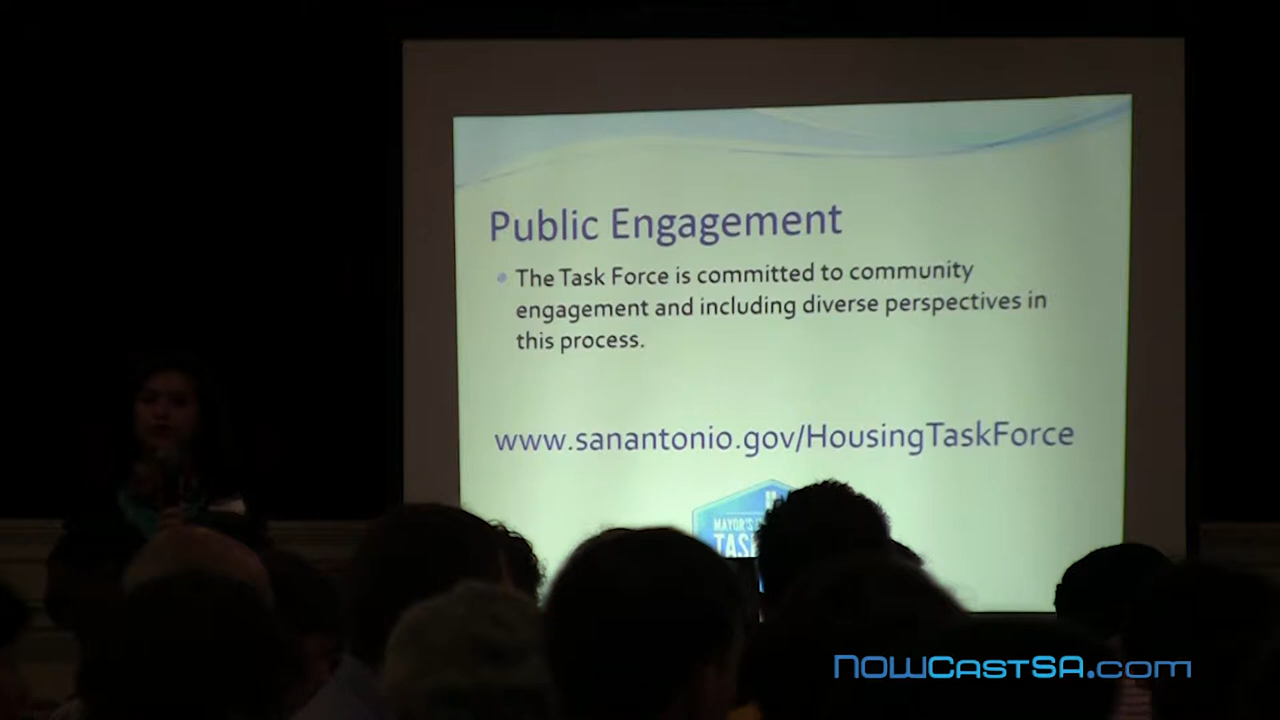 Public Engagement
The Task Force is committed to community
engagement and including diverse perspectives in
this process.
www.sanantonio.gov/HousingTaskForce
MAYOR'S
NOWCASTSA.com